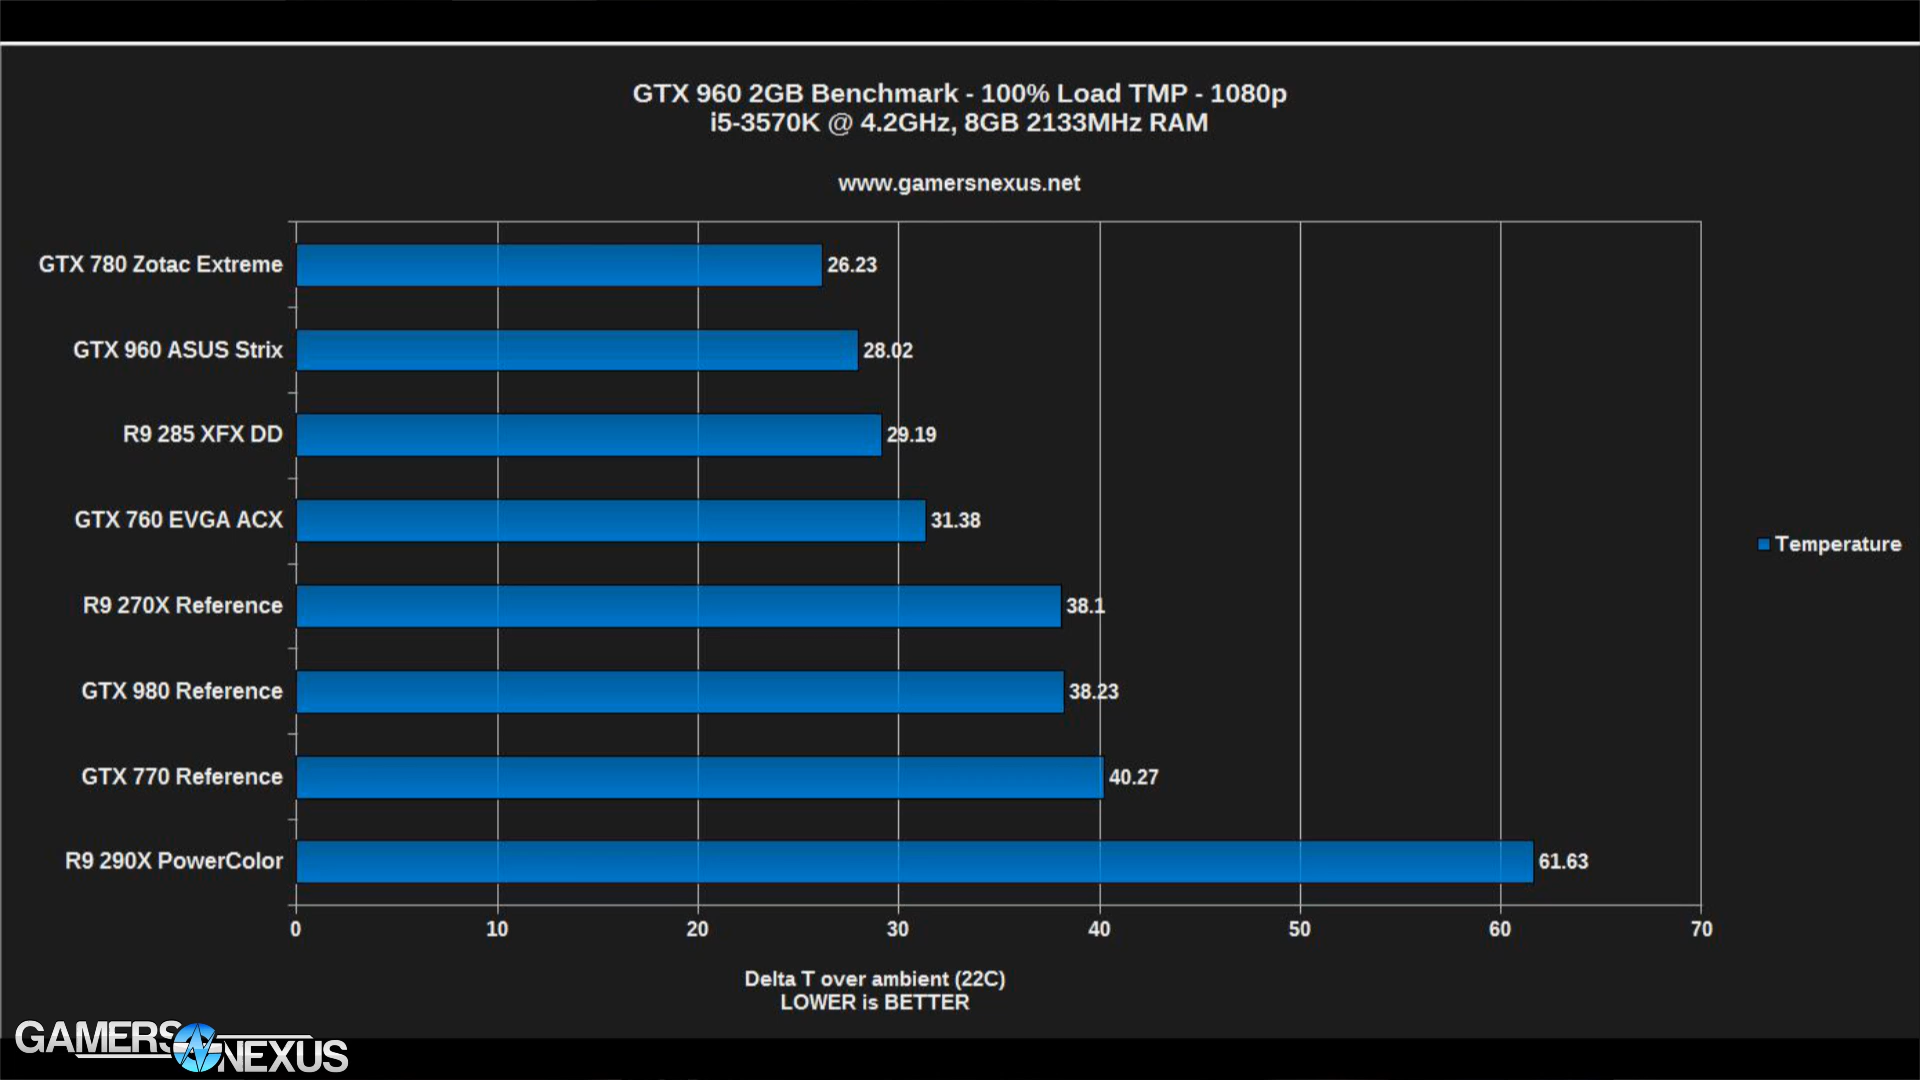 GTX 960 2GB Benchmark - 100% Load TMP - 1080p
i5-3570K @ 4.2GHz, 8GB 2133MHz RAM
www.gamersnexus.net
GTX 780 Zotac Extreme 26.23
GTX 960 ASUS Strix 28.02
R9 285 XFX DD 29.19
GTX 760 EVGA ACX 31.38
R9 270X Reference 38.1
GTX 980 Reference 38.23
GTX 770 Reference 40.27
R9 290X PowerColor 61.63
Temperature
0 10 20 30 40 50 60 70
Delta T over ambient (22C)
LOWER is BETTER
GAMERS
NEXUS